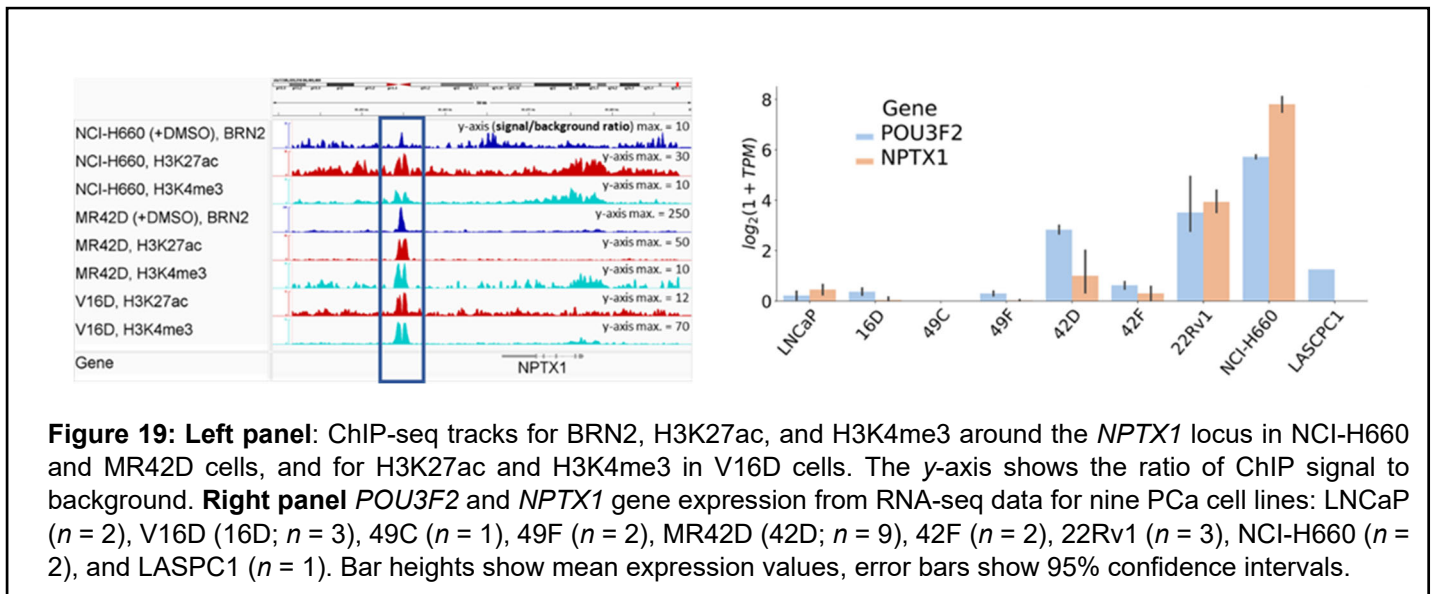 NCI-H660 (+DMSO), BRN2
y-axis (signal/background ratio) max. = 10
NCI-H660, H3K27ac
y-axis max. = 30
NCI-H660, H3K4me3
y-axis max. = 10
MR42D (+DMSO), BRN2
y-axis max. = 250
MR42D, H3K27ac
y-axis max. = 50
MR42D, H3K4me3
y-axis max. = 10
V16D, H3K27ac
y-axis max. = 12
V16D, H3K4me3
y-axis max. = 70
Gene
NPTX1
log2(1 + TPM)
8
6
4
2
0
Gene
POU3F2
NPTX1
LNCaP
16D
49C
49F
42D
42F
22Rv1
NCI-H660
LASPC1
Figure 19: Left panel: ChIP-seq tracks for BRN2, H3K27ac, and H3K4me3 around the NPTX1 locus in NCI-H660
and MR42D cells, and for H3K27ac and H3K4me3 in V16D cells. The y-axis shows the ratio of ChIP signal to
background. Right panel POU3F2 and NPTX1 gene expression from RNA-seq data for nine PCa cell lines: LNCaP
(n = 2), V16D (16D; n = 3), 49C (n = 1), 49F (n = 2), MR42D (42D; n = 9), 42F (n = 2), 22Rv1 (n = 3), NCI-H660 (n =
2), and LASPC1 (n = 1). Bar heights show mean expression values, error bars show 95% confidence intervals.